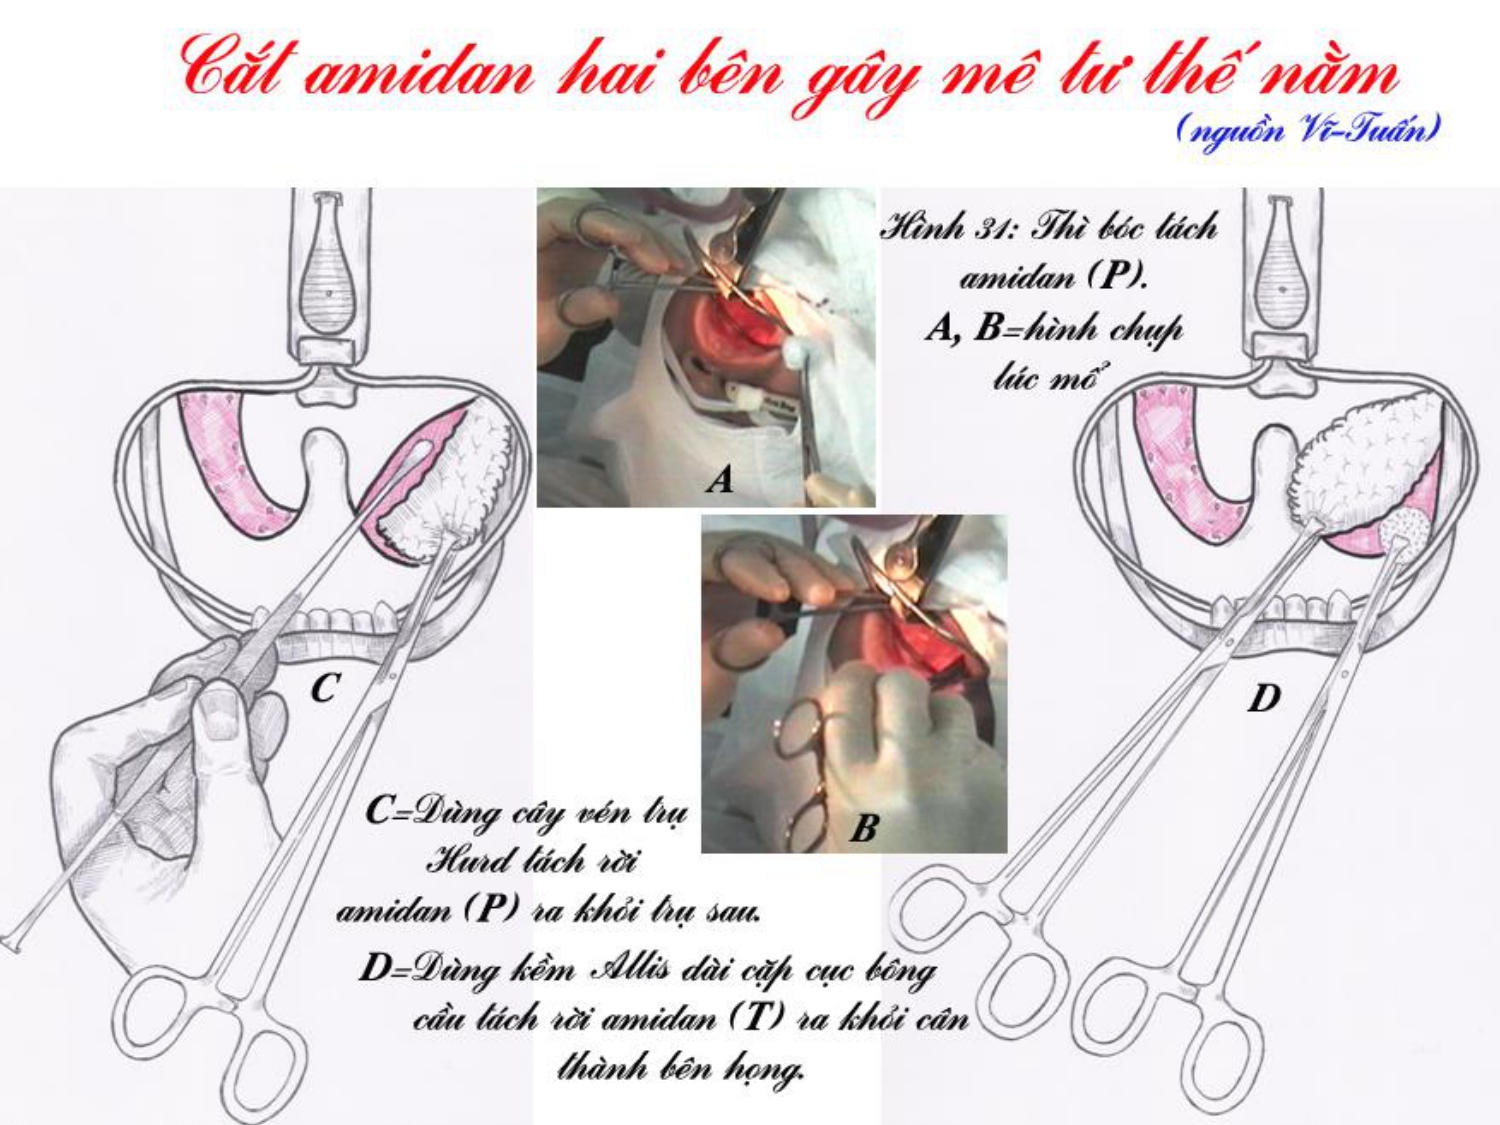 Cắt amidan hai bên gây mê tư thế nằm
(nguồn Vĩ-Tuấn)
Hình 31: Thì bóc tách
amidan (P).
A, B=hình chụp
lúc mổ
A
B
C
D
C=Dùng cây vén trụ
Hurd tách rời
amidan (P) ra khỏi trụ sau.
D=Dùng kềm Allis dài cặp cục bông
cầu tách rời amidan (T) ra khỏi cân
thành bên họng.